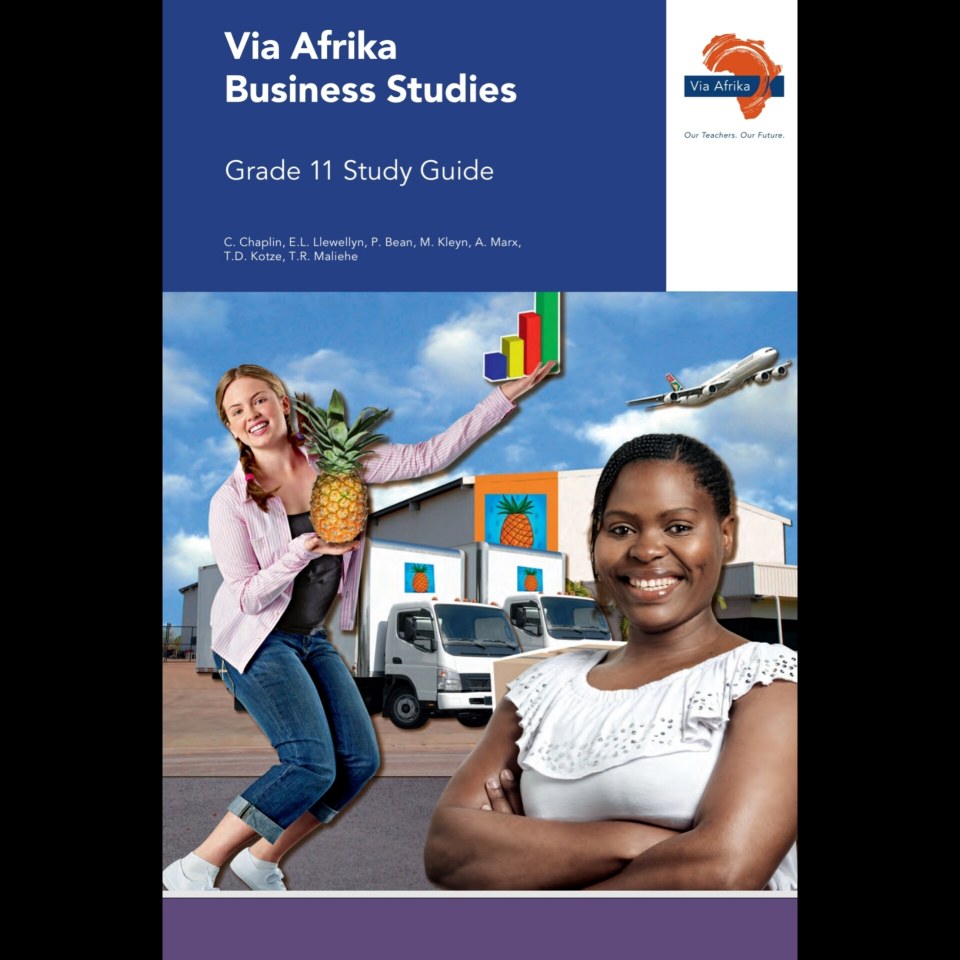 Via Afrika
Business Studies
Grade 11 Study Guide
C. Chaplin, E.L. Llewellyn, P. Bean, M. Kleyn, A. Marx,
T.D. Kotze, T.R. Maliehe
Via Afrika
Our Teachers. Our Future.